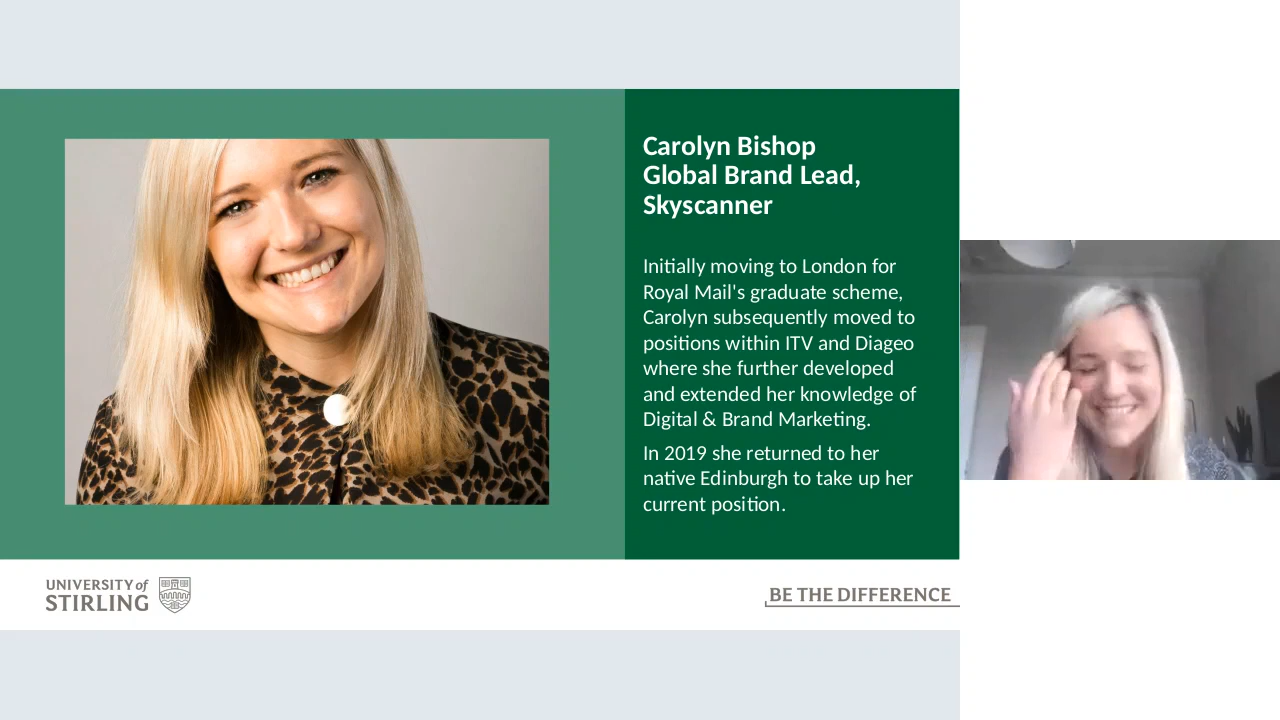 Carolyn Bishop
Global Brand Lead,
Skyscanner
Initially moving to London for
Royal Mail's graduate scheme,
Carolyn subsequently moved to
positions within ITV and Diageo
where she further developed
and extended her knowledge of
Digital & Brand Marketing.
In 2019 she returned to her
native Edinburgh to take up her
current position.
UNIVERSITY of
STIRLING
BE THE DIFFERENCE